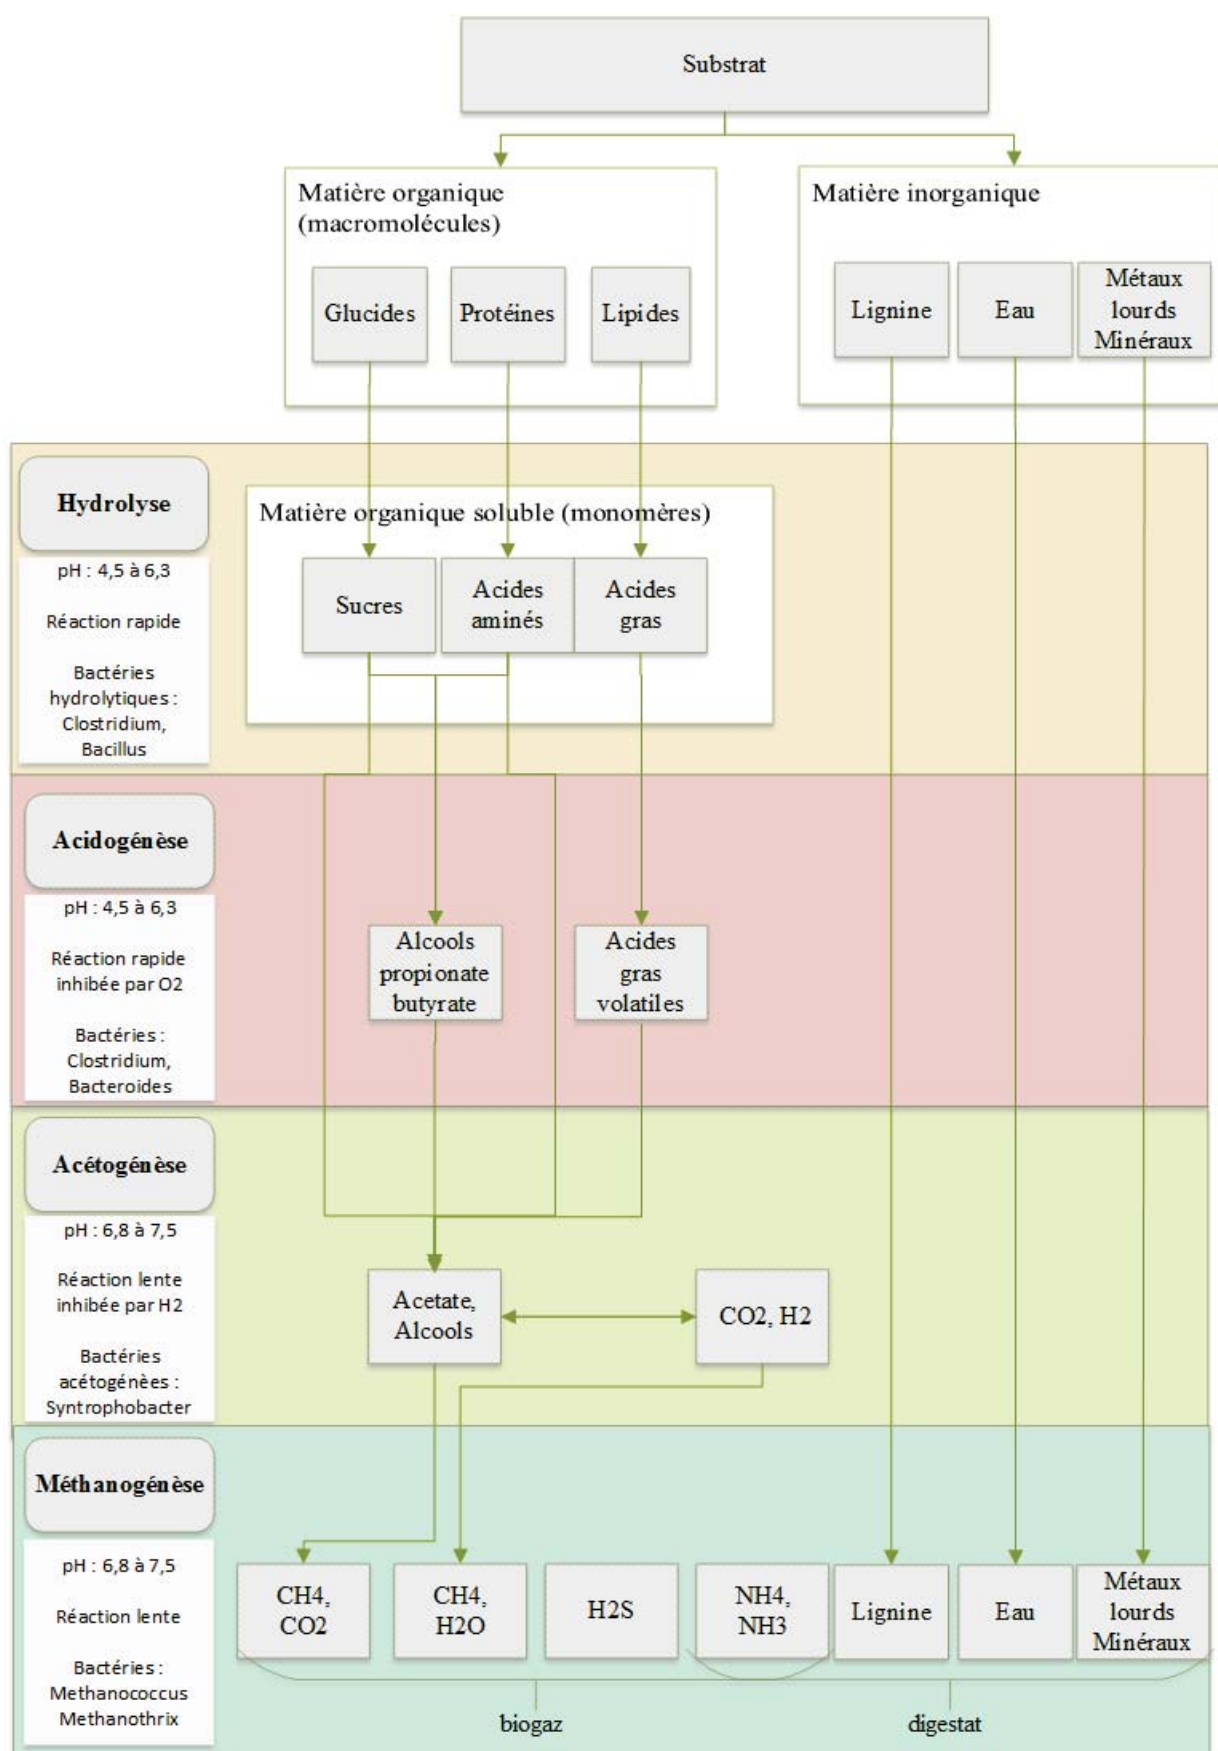 Substrat
Matière organique
(macromolécules)
Matière inorganique
Glucides
Protéines
Lipides
Lignine
Eau
Métaux
lourds
Minéraux
Hydrolyse
pH : 4,5 à 6,3
Réaction rapide
Bactéries
hydrolytiques :
Clostridium,
Bacillus
Matière organique soluble (monomères)
Sucres
Acides
aminés
Acides
gras
Acidogénèse
pH : 4,5 à 6,3
Réaction rapide
inhibée par O2
Bactéries :
Clostridium,
Bacteroides
Alcools
propionate
butyrate
Acides
gras
volatiles
Acétogénèse
pH : 6,8 à 7,5
Réaction lente
inhibée par H2
Bactéries
acétogénèes :
Syntrophobacter
Acetate,
Alcools
CO2, H2
Méthanogénèse
pH : 6,8 à 7,5
Réaction lente
Bactéries :
Methanococcus
Methanothrix
CH4,
CO2
CH4,
H2O
H2S
NH4,
NH3
Lignine
Eau
Métaux
lourds
Minéraux
biogaz
digestat